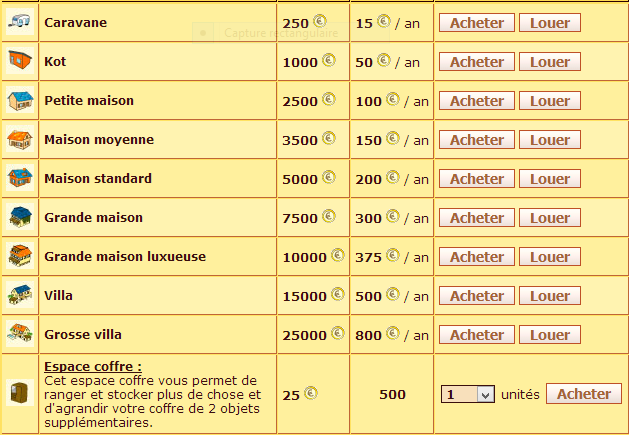 Caravane 250 € 15 € / an Acheter Louer
Capture rectangulaire
Kot 1000 € 50 € / an Acheter Louer
Petite maison 2500 € 100 € / an Acheter Louer
Maison moyenne 3500 € 150 € / an Acheter Louer
Maison standard 5000 € 200 € / an Acheter Louer
Grande maison 7500 € 300 € / an Acheter Louer
Grande maison luxueuse 10000 € 375 € / an Acheter Louer
Villa 15000 € 500 € / an Acheter Louer
Grosse villa 25000 € 800 € / an Acheter Louer
Espace coffre :
Cet espace coffre vous permet de
ranger et stocker plus de chose et
d'agrandir votre coffre de 2 objets
supplémentaires.
25 € 500 1 unités Acheter